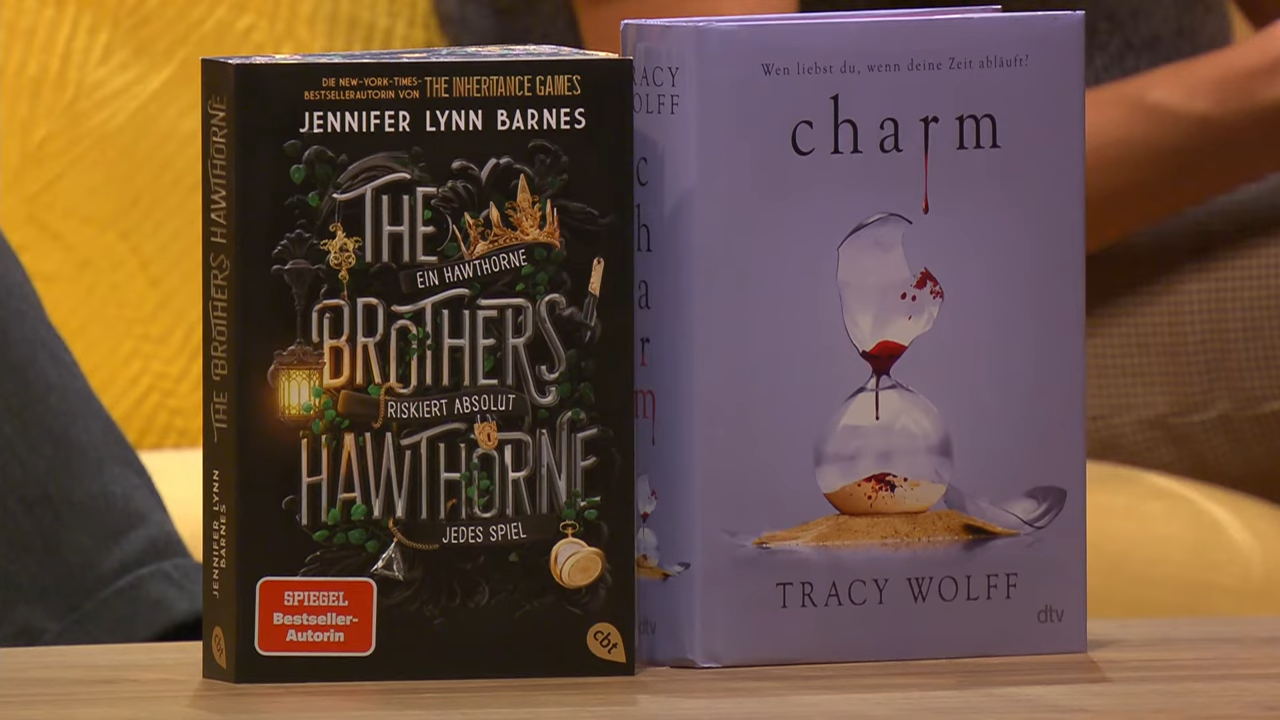 THE BROTHERS HAWTHORNE
JENNIFER LYNN
BARNES
DIE NEW-YORK-TIMES-
BESTSELLERAUTORIN VON THE INHERITANCE GAMES
JENNIFER LYNN BARNES
THE
EIN HAWTHORNE
BROTHERS
RISKIERT ABSOLUT
HAWTHORNE
JEDES SPIEL
SPIEGEL
Bestseller-
Autorin
cbt
TRACY
WOLFF
charm
dtv
Wen liebst du, wenn deine Zeit abläuft?
charm
TRACY WOLFF
dtv